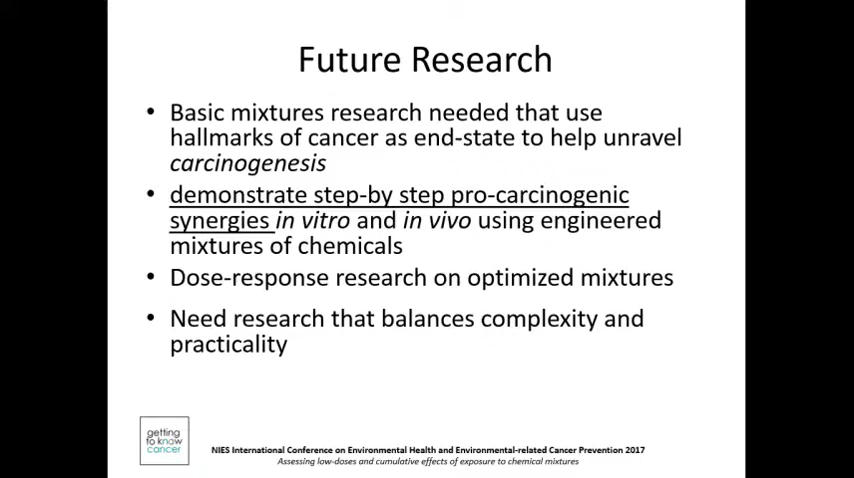 Future Research
• Basic mixtures research needed that use
hallmarks of cancer as end-state to help unravel
carcinogenesis
• demonstrate step-by step pro-carcinogenic
synergies in vitro and in vivo using engineered
mixtures of chemicals
• Dose-response research on optimized mixtures
• Need research that balances complexity and
practicality
getting
to know
cancer
NIES International Conference on Environmental Health and Environmental-related Cancer Prevention 2017
Assessing low-doses and cumulative effects of exposure to chemical mixtures